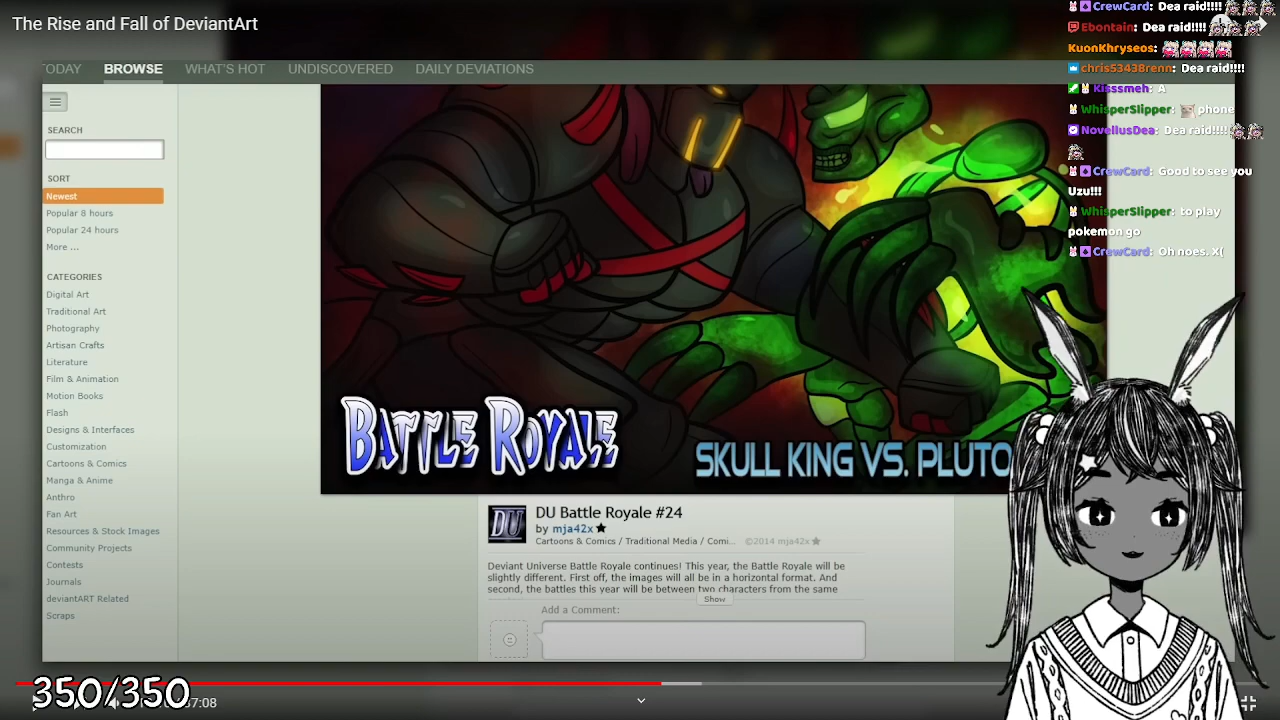 The Rise and Fall of DeviantArt
TODAY BROWSE WHAT'S HOT UNDISCOVERED DAILY DEVIATIONS
SEARCH
SORT
Newest
Popular 8 hours
Popular 24 hours
More ...
CATEGORIES
Digital Art
Traditional Art
Photography
Artisan Crafts
Literature
Film & Animation
Motion Books
Flash
Designs & Interfaces
Customization
Cartoons & Comics
Manga & Anime
Anthro
Fan Art
Resources & Stock Images
Community Projects
Contests
Journals
deviantART Related
Scraps
BATTLE ROYALE
SKULL KING VS. PLUTO
DU
DU Battle Royale #24
by mja42x
Cartoons & Comics / Traditional Media / Comi... ©2014 mja42x
Deviant Universe Battle Royale continues! This year, the Battle Royale will be
slightly different. First off, the images will all be in a horizontal format. And
second, the battles this year will be between two characters from the same
Show
Add a Comment:
CrewCard: Dea raid!!!!
Ebontain: Dea raid!!!!
KuonKhryseos:
chris53438renn: Dea raid!!!!
Kisssmeh: A
WhisperSlipper: phone
NovellusDea: Dea raid!!!!
CrewCard: Good to see you
Uzu!!!
WhisperSlipper: to play
pokemon go
CrewCard: Oh noes. X(
350/350
7:08